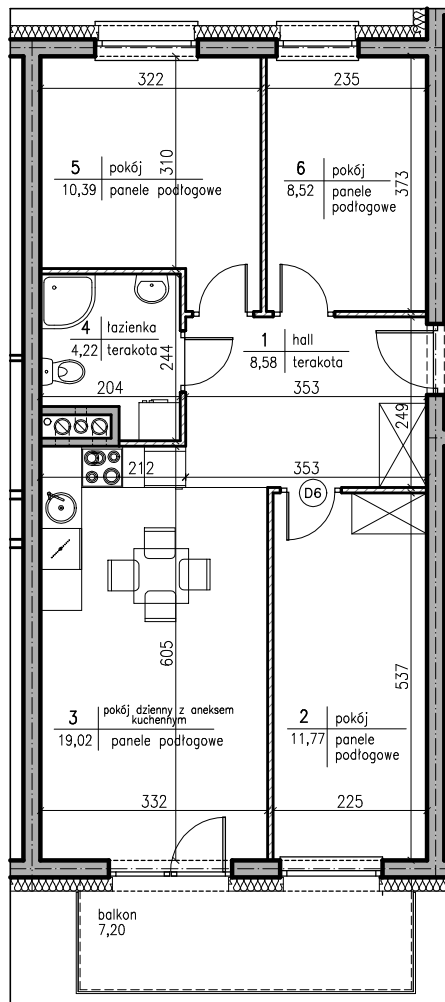 322
235
5 pokój
310
10,39 panele podłogowe
6 pokój
8,52 panele
podłogowe
373
4 łazienka
4,22 terakota
244
204
1 hall
8,58 terakota
353
249
212
353
D6
605
537
3 pokój dzienny z aneksem
kuchennym
19,02 panele podłogowe
2 pokój
11,77 panele
podłogowe
332
225
balkon
7,20